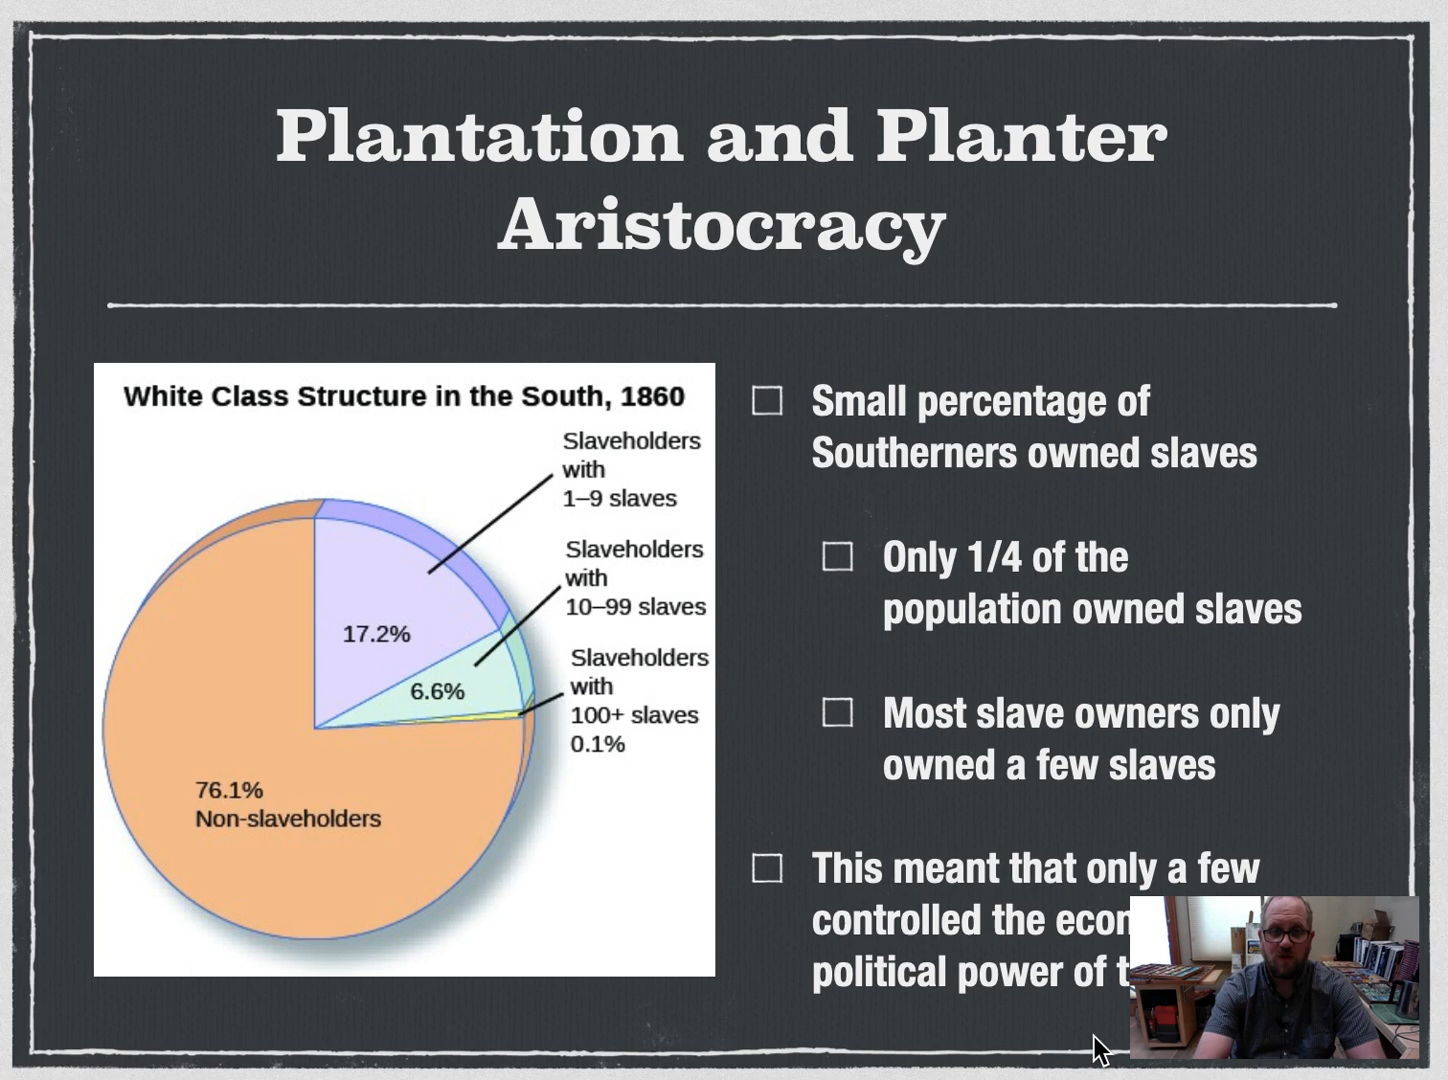 Plantation and Planter
Aristocracy
White Class Structure in the South, 1860
Slaveholders
with
1–9 slaves
Slaveholders
with
10–99 slaves
Slaveholders
with
100+ slaves
0.1%
17.2%
6.6%
76.1%
Non-slaveholders
Small percentage of
Southerners owned slaves
Only 1/4 of the
population owned slaves
Most slave owners only
owned a few slaves
This meant that only a few
controlled the
political power of